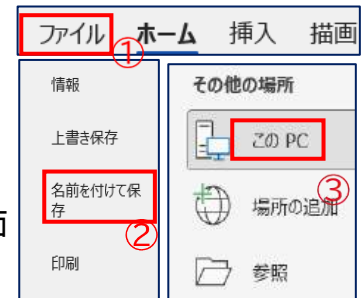 ファイル ホーム 挿入 描画
①
情報
上書き保存
名前を付けて保
存
②
印刷
その他の場所
この PC
③
場所の追加
参照
面